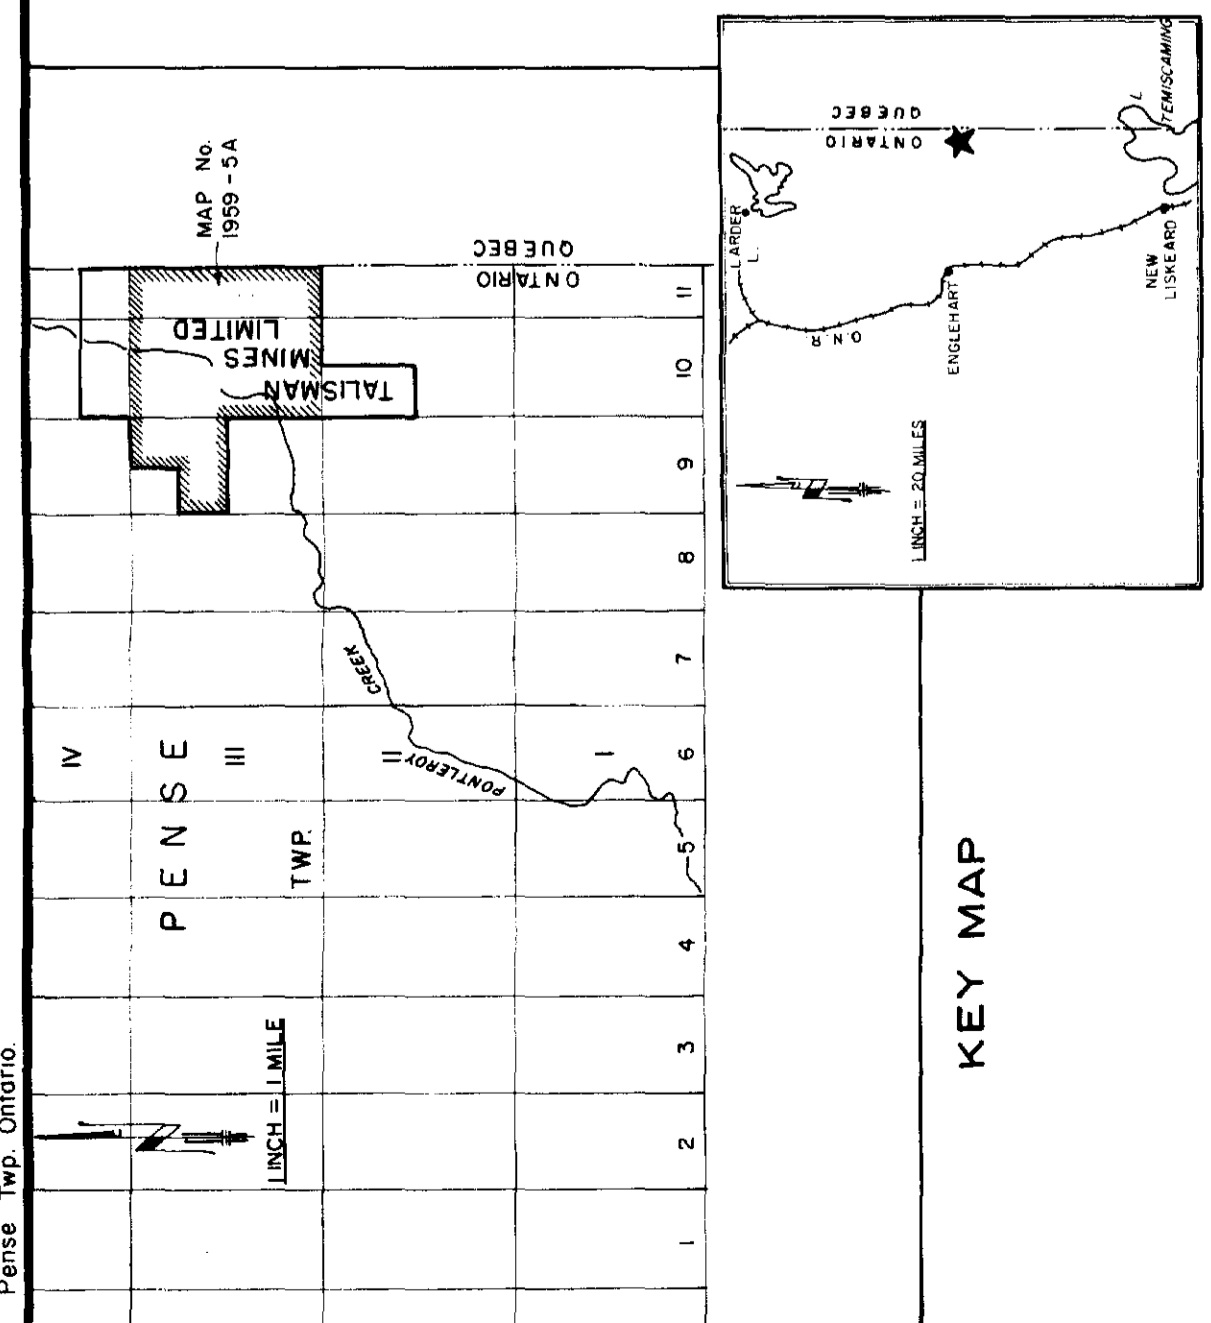 Pense Twp. Ontario.
MAP No.
1959-5A
QUEBEC
ONTARIO
TALISMAN
MINES
LIMITED
IV
III
II
I
PENSE
TWP.
PONTLEROY
CREEK
1 INCH = 1 MILE
1
2
3
4
5
6
7
8
9
10
11
LARDER
L.
QUEBEC
ONTARIO
L.
TEMISCAMING
O.N.R.
ENGLEHART
NEW
LISKEARD
1 INCH = 20 MILES
KEY MAP